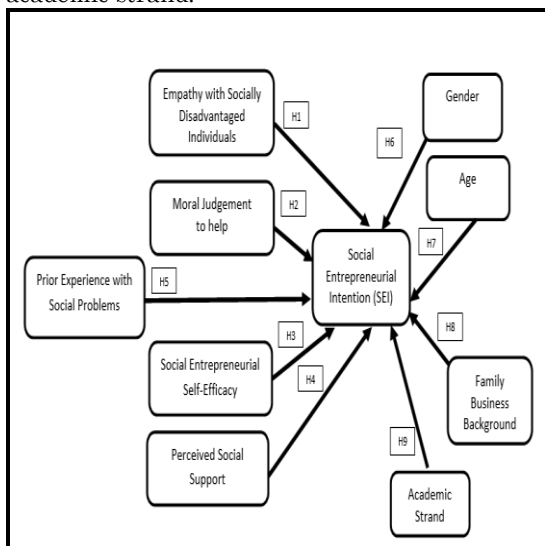 academic strand.
Empathy with Socially
Disadvantaged
Individuals
H1
Gender
H6
Moral Judgement
to help
H2
Age
H7
Prior Experience with
Social Problems
H5
Social
Entrepreneurial
Intention (SEI)
Social Entrepreneurial
Self-Efficacy
H3
H4
H8
Family
Business
Background
Perceived Social
Support
H9
Academic
Strand